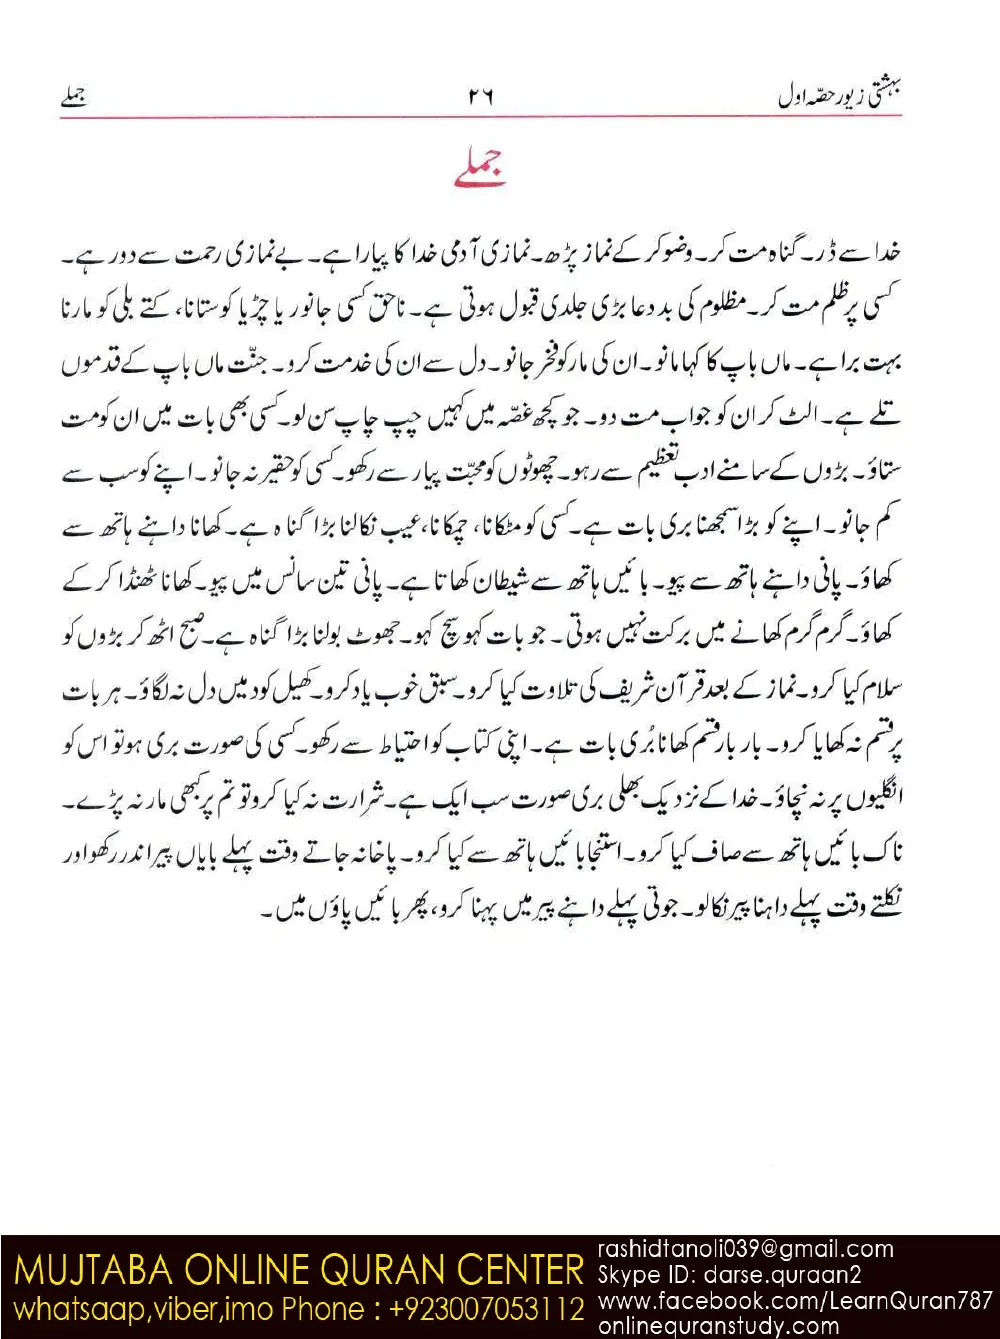 بہشتی زیور حصّہ اول ۲۶ جملے
جملے
خدا سے ڈر۔ گناہ مت کر۔ وضو کر کے نماز پڑھ۔ نمازی آدمی خدا کا پیارا ہے۔ بے نمازی رحمت سے دور ہے۔
کسی پر ظلم مت کر۔ مظلوم کی بد دعا بڑی جلدی قبول ہوتی ہے۔ ناحق کسی جانور یا چڑیا کو ستانا، کتے بلی کو مارنا
بہت برا ہے۔ ماں باپ کا کہا مانو۔ ان کی مار کو فخر جانو۔ دل سے ان کی خدمت کرو۔ جنّت ماں باپ کے قدموں
تلے ہے۔ الٹ کر ان کو جواب مت دو۔ جو کچھ غصّہ میں کہیں چپ چاپ سن لو۔ کسی بھی بات میں ان کو مت
ستاؤ۔ بڑوں کے سامنے ادب تعظیم سے رہو۔ چھوٹوں کو محبّت پیار سے رکھو۔ کسی کو حقیر نہ جانو۔ اپنے کو سب سے
کم جانو۔ اپنے کو بڑا سمجھنا بری بات ہے۔ کسی کو مٹکانا، چمکانا، عیب نکالنا بڑا گناہ ہے۔ کھانا داہنے ہاتھ سے
کھاؤ۔ پانی داہنے ہاتھ سے پیو۔ بائیں ہاتھ سے شیطان کھاتا ہے۔ پانی تین سانس میں پیو۔ کھانا ٹھنڈا کر کے
کھاؤ۔ گرم گرم کھانے میں برکت نہیں ہوتی۔ جو بات کہو سچ کہو۔ جھوٹ بولنا بڑا گناہ ہے۔ صبح اٹھ کر بڑوں کو
سلام کیا کرو۔ نماز کے بعد قرآن شریف کی تلاوت کیا کرو۔ سبق خوب یاد کرو۔ کھیل کود میں دل نہ لگاؤ۔ ہر بات
پر قسم نہ کھایا کرو۔ بار بار قسم کھانا بُری بات ہے۔ اپنی کتاب کو احتیاط سے رکھو۔ کسی کی صورت بری ہو تو اس کو
انگلیوں پر نہ نچاؤ۔ خدا کے نزدیک بھلی بری صورت سب ایک ہے۔ شرارت نہ کیا کرو تو تم پر کبھی مار نہ پڑے۔
ناک بائیں ہاتھ سے صاف کیا کرو۔ استنجا بائیں ہاتھ سے کیا کرو۔ پاخانہ جاتے وقت پہلے بایاں پیر اندر رکھو اور
نکلتے وقت پہلے داہنا پیر نکالو۔ جوتی پہلے داہنے پیر میں پہنا کرو، پھر بائیں پاؤں میں۔
MUJTABA ONLINE QURAN CENTER
whatsaap,viber,imo Phone : +923007053112
rashidtanoli039@gmail.com
Skype ID: darse.quraan2
www.facebook.com/LearnQuran787
onlinequranstudy.com